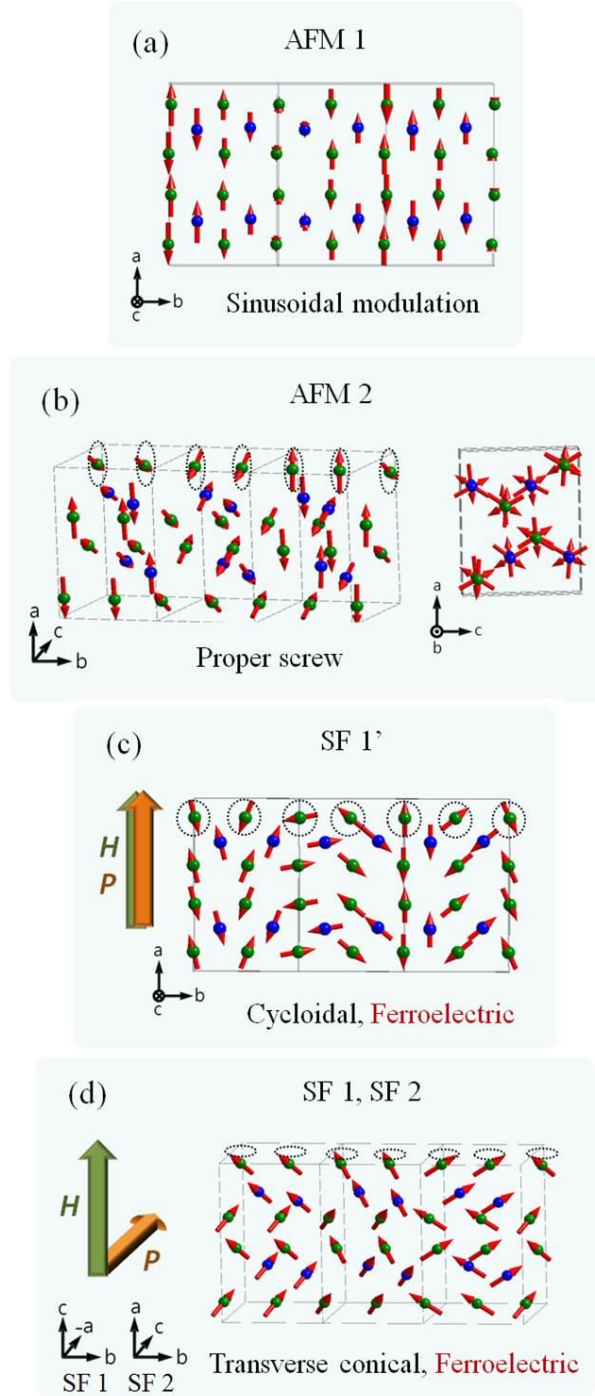 (a) AFM 1
a
b
c
Sinusoidal modulation
(b) AFM 2
a
c
b
Proper screw
a
c
b
(c) SF 1’
H
P
a
b
c
Cycloidal, Ferroelectric
(d) SF 1, SF 2
H
P
c a
-a c
b b
SF 1 SF 2
Transverse conical, Ferroelectric